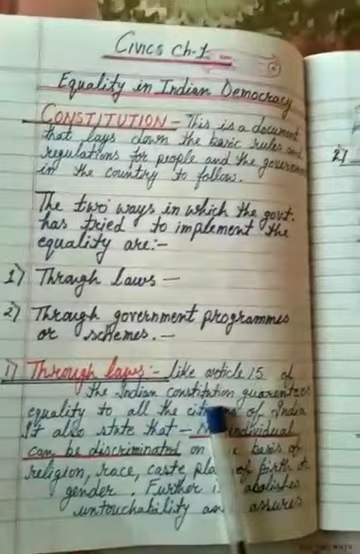 Civics Ch-1
Equality in Indian Democracy
CONSTITUTION - This is a document
that lays down the basic rules and
regulations for people and the government
in the country to follow.
The two ways in which the govt.
has tried to implement the
equality are:-
1) Through laws -
2) Through government programmes
or schemes. -
1) Through laws:- like article 15 of
the Indian constitution guarantees
equality to all the citizens of India
It also state that - No individual
can be discriminated on basis of
religion, race, caste, place of birth or
gender. Further abolishes
untouchability and assures
2)